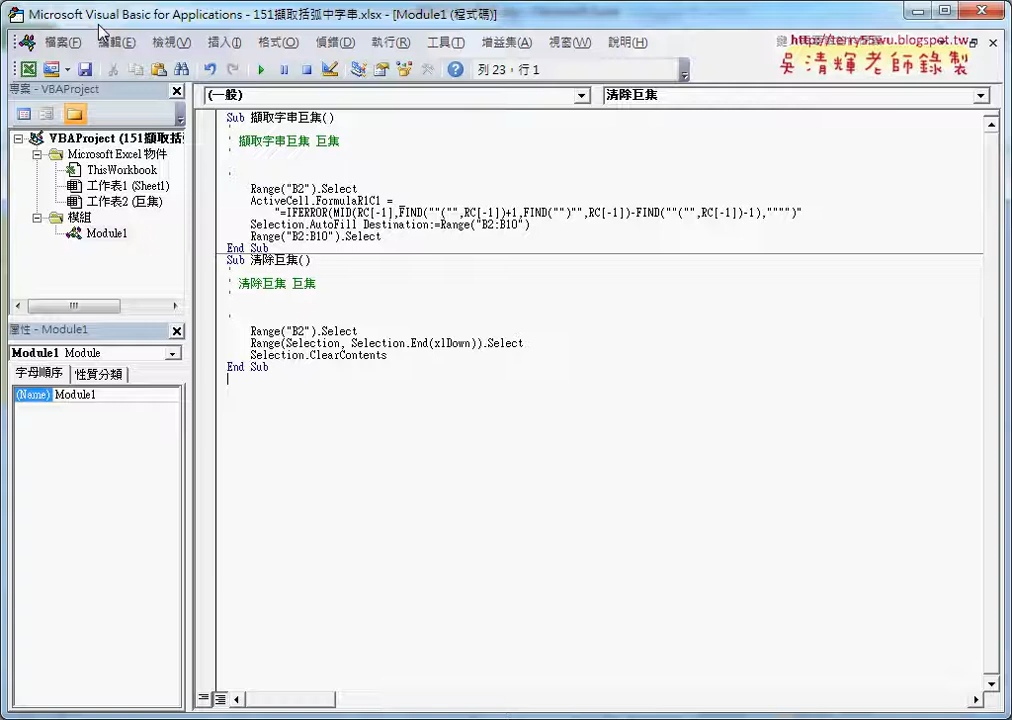 Microsoft Visual Basic for Applications - 151擷取括弧中字串.xlsx - [Module1 (程式碼)]
檔案(F) 編輯(E) 檢視(V) 插入(I) 格式(O) 偵錯(D) 執行(R) 工具(T) 增益集(A) 視窗(W) 說明(H)
http://terry55wu.blogspot.tw
吳清輝老師錄製
列 23，行 1
專案 - VBAProject
(一般)
清除巨集
VBAProject (151擷取括
Microsoft Excel 物件
ThisWorkbook
工作表1 (Sheet1)
工作表2 (巨集)
模組
Module1
屬性 - Module1
Module1 Module
字母順序 性質分類
(Name) Module1
Sub 擷取字串巨集()
'
' 擷取字串巨集 巨集
'
'
Range("B2").Select
ActiveCell.FormulaR1C1 = _
"=IFERROR(MID(RC[-1],FIND(""("",RC[-1])+1,FIND("")"",RC[-1])-FIND(""("",RC[-1])-1),"""")"
Selection.AutoFill Destination:=Range("B2:B10")
Range("B2:B10").Select
End Sub
Sub 清除巨集()
'
' 清除巨集 巨集
'
'
Range("B2").Select
Range(Selection, Selection.End(xlDown)).Select
Selection.ClearContents
End Sub